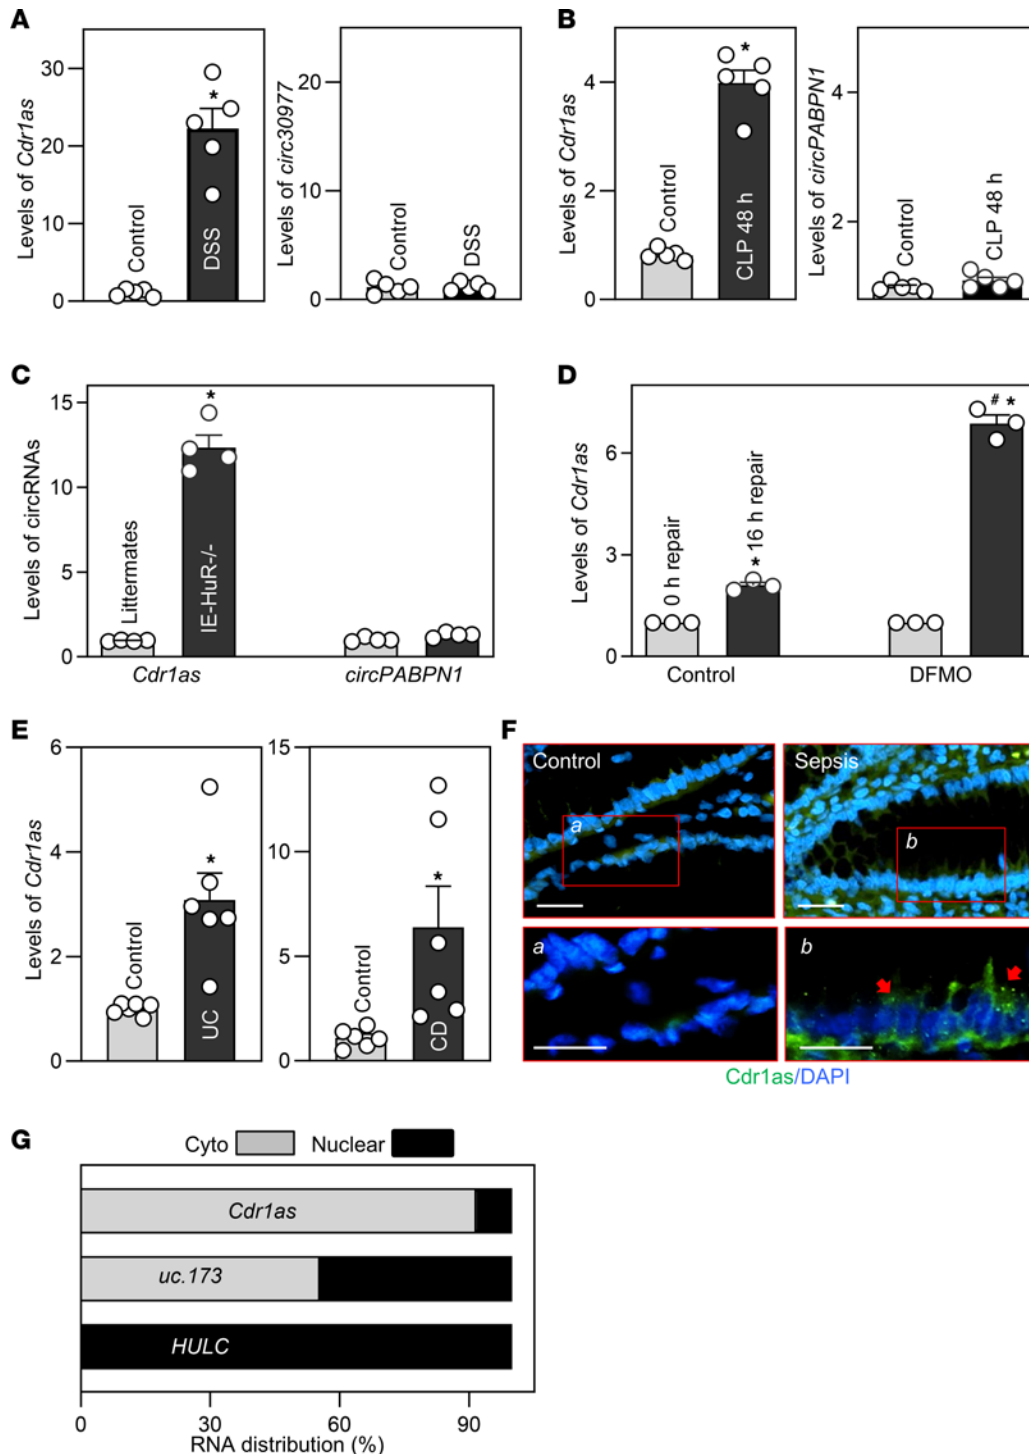 A
Levels of Cdr1as
30
20
10
0
Control
DSS
*
Levels of circ30977
20
10
0
Control
DSS
B
Levels of Cdr1as
4
2
0
Control
CLP 48 h
*
Levels of circPABPN1
4
2
Control
CLP 48 h
C
Levels of circRNAs
15
10
5
0
Littermates
IE-HuR-/-
*
Cdr1as
circPABPN1
D
Levels of Cdr1as
6
3
0
0 h repair
* 16 h repair
# *
Control
DFMO
E
Levels of Cdr1as
6
4
2
0
Control
UC
*
15
10
5
0
Control
CD
*
F
Control
Sepsis
a
b
a
b
Cdr1as/DAPI
G
Cyto
Nuclear
Cdr1as
uc.173
HULC
0
30
60
90
RNA distribution (%)